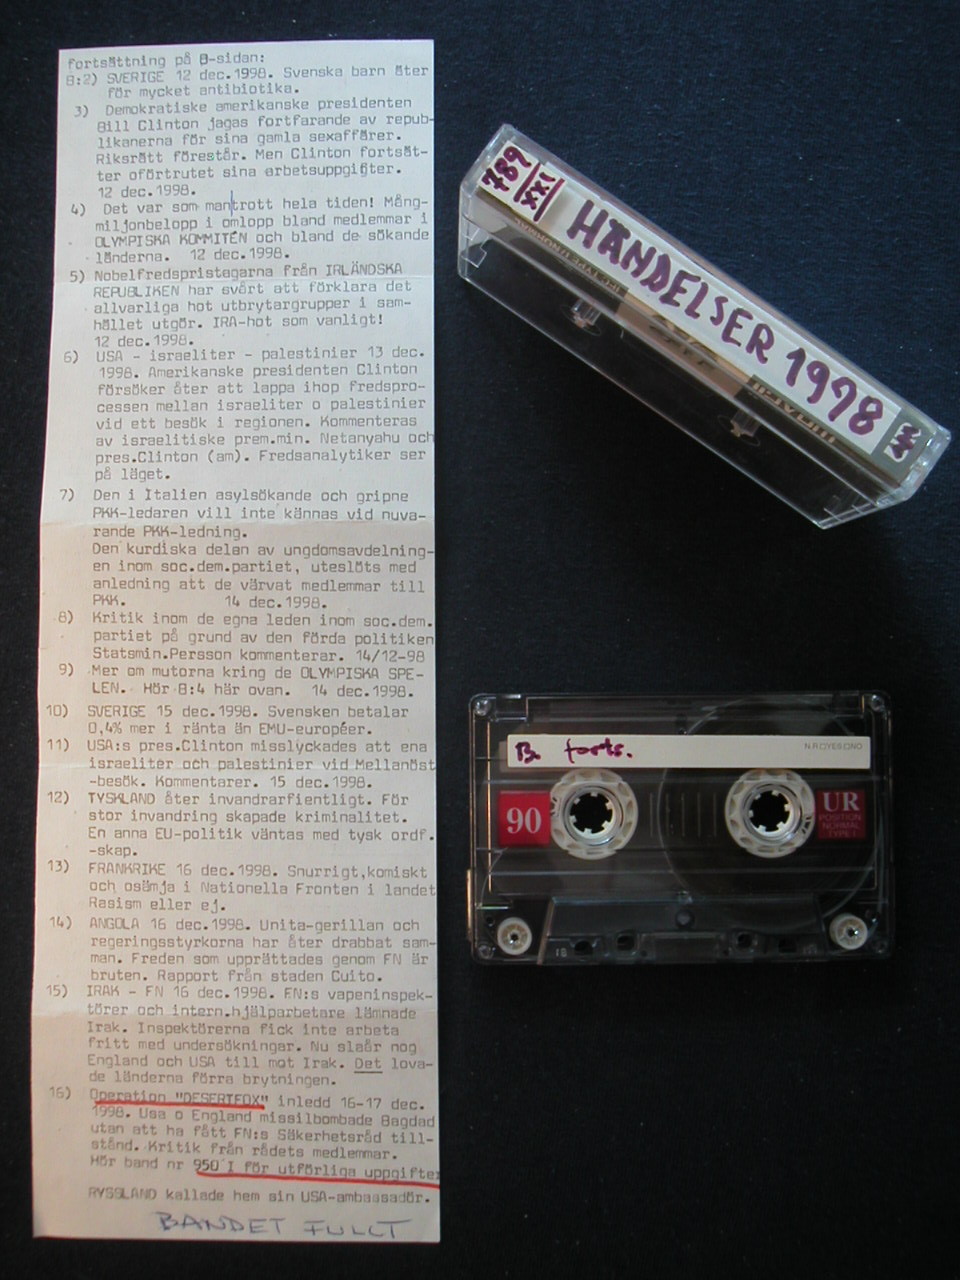 fortsättning på B-sidan:
B:2) SVERIGE 12 dec.1998. Svenska barn äter
för mycket antibiotika.
3) Demokratiske amerikanske presidenten
Bill Clinton jagas fortfarande av repub-
likanerna för sina gamla sexaffärer.
Riksrätt förestår. Men Clinton fortsät-
ter oförtrutet sina arbetsuppgifter.
12 dec.1998.
4) Det var som man trott hela tiden! Mång-
miljonbelopp i omlopp bland medlemmar i
OLYMPISKA KOMMITÉN och bland de sökande
länderna. 12 dec.1998.
5) Nobelfredspristagarna från IRLÄNDSKA
REPUBLIKEN har svårt att förklara det
allvarliga hot utbrytargrupper i sam-
hället utgör. IRA-hot som vanligt!
12 dec.1998.
6) USA - israeliter - palestinier 13 dec.
1998. Amerikanske presidenten Clinton
försöker åter att lappa ihop fredspro-
cessen mellan israeliter o palestinier
vid ett besök i regionen. Kommenteras
av israelitiske prem.min. Netanyahu och
pres.Clinton (am). Fredsanalytiker ser
på läget.
7) Den i Italien asylsökande och gripne
PKK-ledaren vill inte kännas vid nuva-
rande PKK-ledning.
Den kurdiska delan av ungdomsavdelning-
en inom soc.dem.partiet, uteslöts med
anledning att de värvat medlemmar till
PKK. 14 dec.1998.
8) Kritik inom de egna leden inom soc.dem.
partiet på grund av den förda politiken
Statsmin.Persson kommenterar. 14/12-98
9) Mer om mutorna kring de OLYMPISKA SPE-
LEN. Hör B:4 här ovan. 14 dec.1998.
10) SVERIGE 15 dec.1998. Svensken betalar
0,4% mer i ränta än EMU-européer.
11) USA:s pres.Clinton misslyckades att ena
israeliter och palestinier vid Mellanöst
-besök. Kommentarer. 15 dec.1998.
12) TYSKLAND åter invandrarfientligt. För
stor invandring skapade kriminalitet.
En anna EU-politik väntas med tysk ordf.
-skap.
13) FRANKRIKE 16 dec.1998. Snurrigt,komiskt
och osämja i Nationella Fronten i landet
Rasism eller ej.
14) ANGOLA 16 dec.1998. Unita-gerillan och
regeringsstyrkorna har åter drabbat sam-
man. Freden som upprättades genom FN är
bruten. Rapport från staden Cuito.
15) IRAK - FN 16 dec.1998. FN:s vapeninspek-
törer och intern.hjälparbetare lämnade
Irak. Inspektörerna fick inte arbeta
fritt med undersökningar. Nu slaår nog
England och USA till mot Irak. Det lova-
de länderna förra brytningen.
16) Operation "DESERTFOX" inledd 16-17 dec.
1998. Usa o England missilbombade Bagdad
utan att ha fått FN:s Säkerhetsråd till-
stånd. Kritik från rådets medlemmar.
Hör band nr 950 I för utförliga uppgifter
RYSSLAND kallade hem sin USA-ambassadör.
BANDET FULLT
789
XXI
HÄNDELSER 1998
B. forts.
N.R □YES □NO
90
UR
POSITION
NORMAL
TYPE I